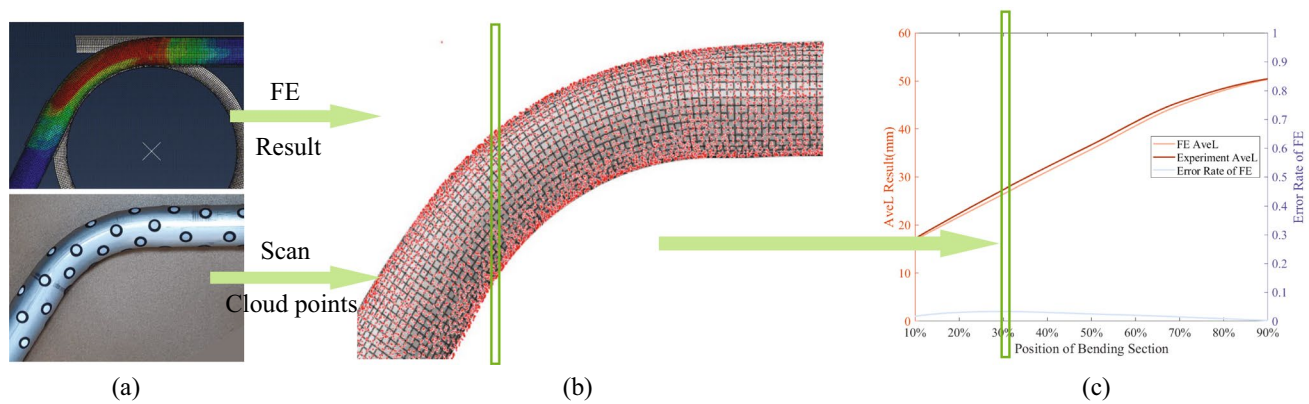 FE
Result
Scan
Cloud points
60
50
40
30
20
10
0
AveL Result(mm)
1
0.9
0.8
0.7
0.6
0.5
0.4
0.3
0.2
0.1
0
Error Rate of FE
FE AveL
Experiment AveL
Error Rate of FE
10% 20% 30% 40% 50% 60% 70% 80% 90%
Position of Bending Section
(a) (b) (c)